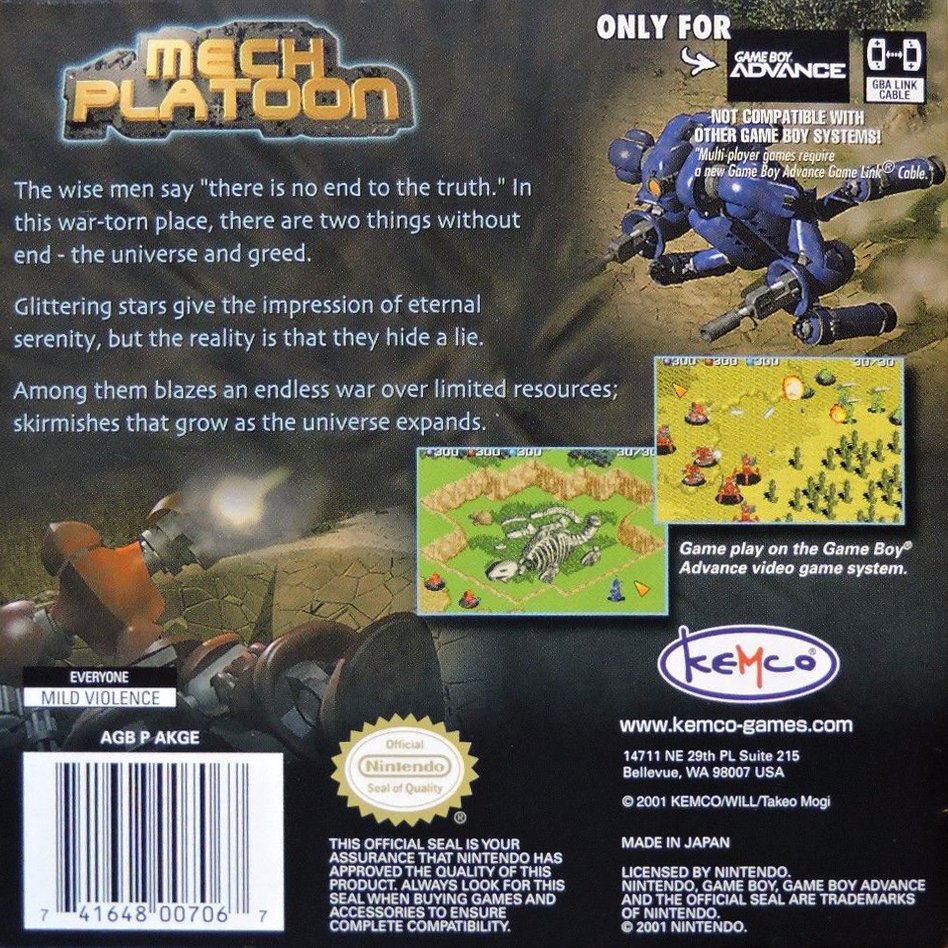 MECH
PLATOON
ONLY FOR
GAME BOY
ADVANCE
GBA LINK
CABLE
NOT COMPATIBLE WITH
OTHER GAME BOY SYSTEMS!
"Multi-player games require
a new Game Boy Advance Game Link® Cable."
The wise men say "there is no end to the truth." In
this war-torn place, there are two things without
end - the universe and greed.
Glittering stars give the impression of eternal
serenity, but the reality is that they hide a lie.
Among them blazes an endless war over limited resources;
skirmishes that grow as the universe expands.
300 300 300 30/30
300 300 300 30/30
Game play on the Game Boy®
Advance video game system.
KEMCO®
www.kemco-games.com
14711 NE 29th PL Suite 215
Bellevue, WA 98007 USA
© 2001 KEMCO/WILL/Takeo Mogi
MADE IN JAPAN
LICENSED BY NINTENDO.
NINTENDO, GAME BOY, GAME BOY ADVANCE
AND THE OFFICIAL SEAL ARE TRADEMARKS
OF NINTENDO.
© 2001 NINTENDO.
EVERYONE
MILD VIOLENCE
AGB P AKGE
7 41648 00706 7
Official
Nintendo
Seal of Quality
®
THIS OFFICIAL SEAL IS YOUR
ASSURANCE THAT NINTENDO HAS
APPROVED THE QUALITY OF THIS
PRODUCT. ALWAYS LOOK FOR THIS
SEAL WHEN BUYING GAMES AND
ACCESSORIES TO ENSURE
COMPLETE COMPATIBILITY.